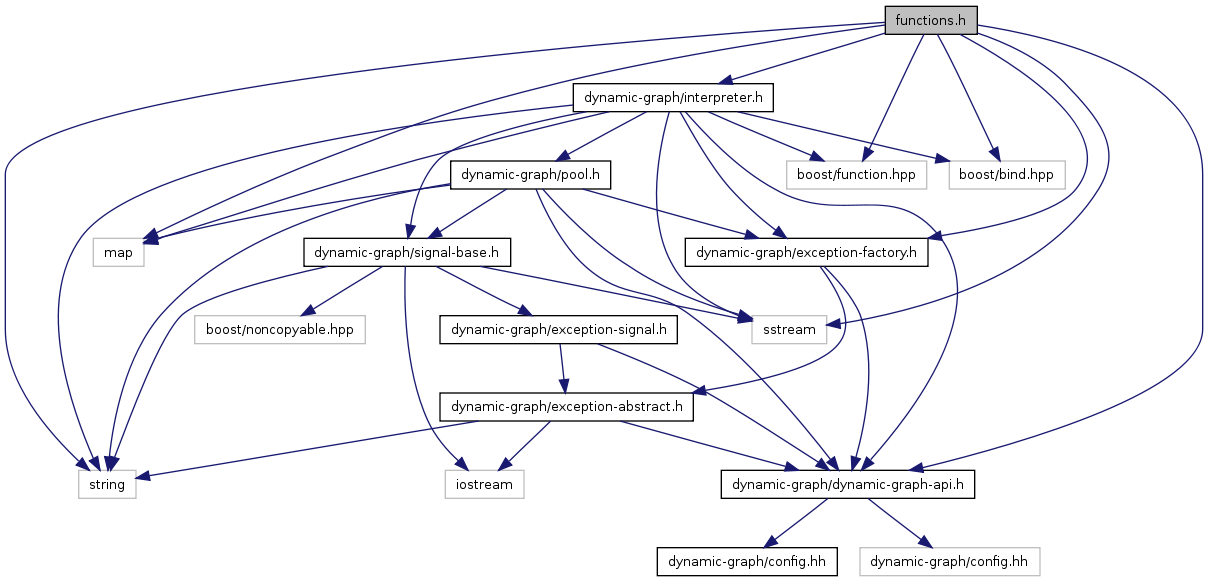 functions.h
dynamic-graph/interpreter.h
dynamic-graph/pool.h
boost/function.hpp
boost/bind.hpp
map
dynamic-graph/signal-base.h
dynamic-graph/exception-factory.h
boost/noncopyable.hpp
dynamic-graph/exception-signal.h
sstream
dynamic-graph/exception-abstract.h
string
iostream
dynamic-graph/dynamic-graph-api.h
dynamic-graph/config.hh
dynamic-graph/config.hh